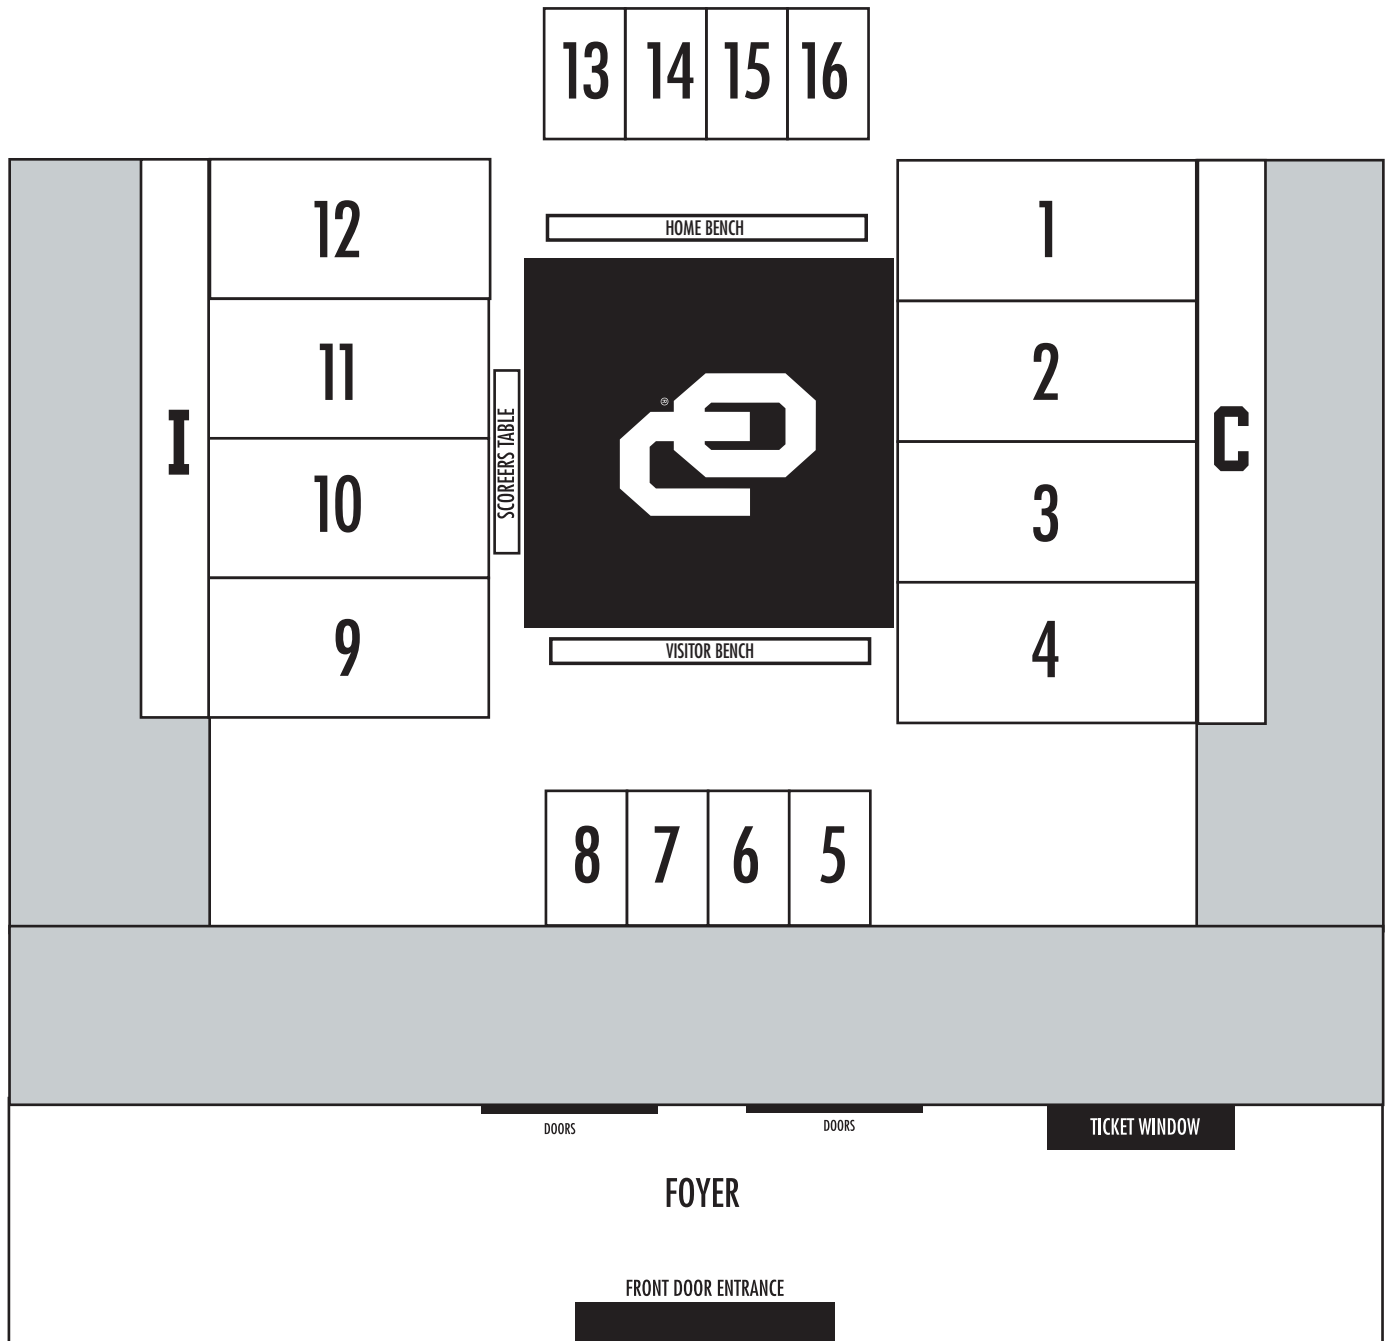 13 14 15 16
12
HOME BENCH
1
11
2
I
SCOREERS TABLE
®
C
10
3
9
VISITOR BENCH
4
8 7 6 5
DOORS
DOORS
TICKET WINDOW
FOYER
FRONT DOOR ENTRANCE